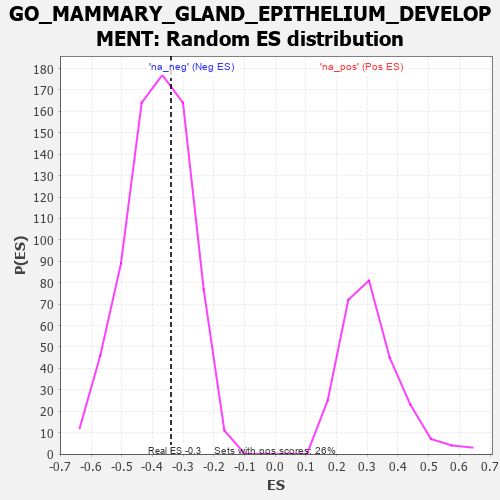 GO_MAMMARY_GLAND_EPITHELIUM_DEVELOP
MENT: Random ES distribution
'na_neg' (Neg ES) 'na_pos' (Pos ES)
180
170
160
150
140
130
120
110
100
90
80
70
60
50
40
30
20
10
0
P(ES)
Real ES -0.3 Sets with pos scores: 26%
-0.7 -0.6 -0.5 -0.4 -0.3 -0.2 -0.1 0.0 0.1 0.2 0.3 0.4 0.5 0.6 0.7
ES